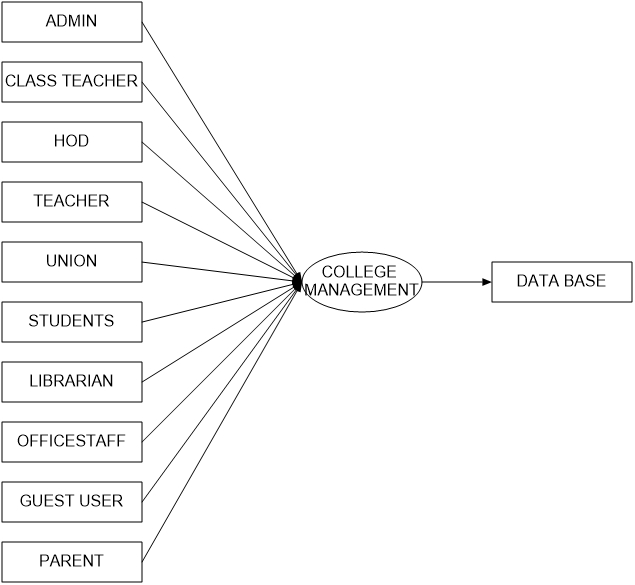 ADMIN
CLASS TEACHER
HOD
TEACHER
UNION
STUDENTS
LIBRARIAN
OFFICESTAFF
GUEST USER
PARENT
COLLEGE
MANAGEMENT
DATA BASE